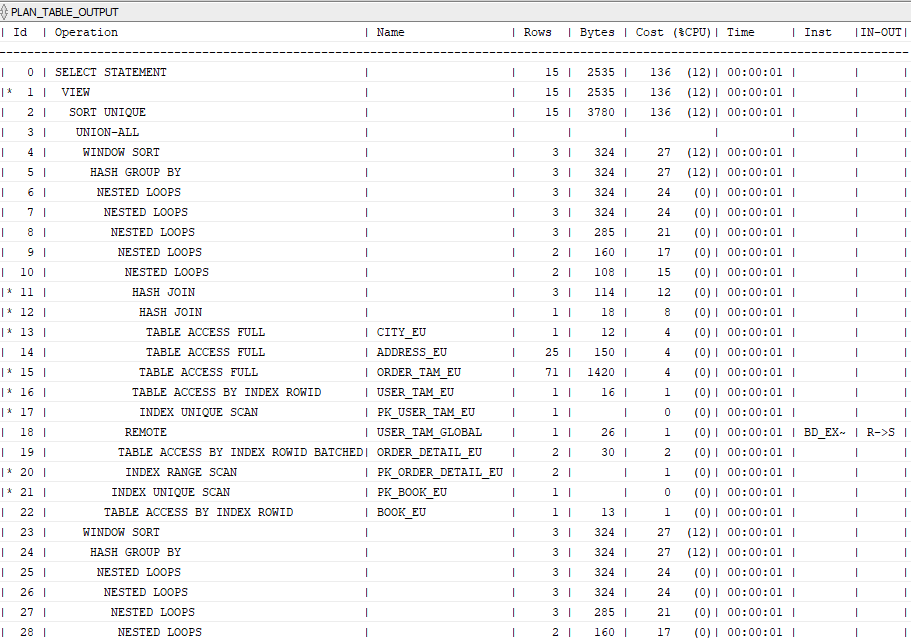 PLAN_TABLE_OUTPUT
| Id | Operation | Name | Rows | Bytes | Cost (%CPU)| Time | Inst |IN-OUT|
--------------------------------------------------------------------------------
| 0 | SELECT STATEMENT | | 15 | 2535 | 136 (12)| 00:00:01 | | |
|* 1 | VIEW | | 15 | 2535 | 136 (12)| 00:00:01 | | |
| 2 | SORT UNIQUE | | 15 | 3780 | 136 (12)| 00:00:01 | | |
| 3 | UNION-ALL | | | | | | | |
| 4 | WINDOW SORT | | 3 | 324 | 27 (12)| 00:00:01 | | |
| 5 | HASH GROUP BY | | 3 | 324 | 27 (12)| 00:00:01 | | |
| 6 | NESTED LOOPS | | 3 | 324 | 24 (0)| 00:00:01 | | |
| 7 | NESTED LOOPS | | 3 | 324 | 24 (0)| 00:00:01 | | |
| 8 | NESTED LOOPS | | 3 | 285 | 21 (0)| 00:00:01 | | |
| 9 | NESTED LOOPS | | 2 | 160 | 17 (0)| 00:00:01 | | |
| 10 | NESTED LOOPS | | 2 | 108 | 15 (0)| 00:00:01 | | |
|* 11 | HASH JOIN | | 3 | 114 | 12 (0)| 00:00:01 | | |
|* 12 | HASH JOIN | | 1 | 18 | 8 (0)| 00:00:01 | | |
|* 13 | TABLE ACCESS FULL | CITY_EU | 1 | 12 | 4 (0)| 00:00:01 | | |
| 14 | TABLE ACCESS FULL | ADDRESS_EU | 25 | 150 | 4 (0)| 00:00:01 | | |
|* 15 | TABLE ACCESS FULL | ORDER_TAM_EU | 71 | 1420 | 4 (0)| 00:00:01 | | |
|* 16 | TABLE ACCESS BY INDEX ROWID | USER_TAM_EU | 1 | 16 | 1 (0)| 00:00:01 | | |
|* 17 | INDEX UNIQUE SCAN | PK_USER_TAM_EU | 1 | | 0 (0)| 00:00:01 | | |
| 18 | REMOTE | USER_TAM_GLOBAL | 1 | 26 | 1 (0)| 00:00:01 | BD_EX~ | R->S |
| 19 | TABLE ACCESS BY INDEX ROWID BATCHED| ORDER_DETAIL_EU | 2 | 30 | 2 (0)| 00:00:01 | | |
|* 20 | INDEX RANGE SCAN | PK_ORDER_DETAIL_EU | 2 | | 1 (0)| 00:00:01 | | |
|* 21 | INDEX UNIQUE SCAN | PK_BOOK_EU | 1 | | 0 (0)| 00:00:01 | | |
| 22 | TABLE ACCESS BY INDEX ROWID | BOOK_EU | 1 | 13 | 1 (0)| 00:00:01 | | |
| 23 | WINDOW SORT | | 3 | 324 | 27 (12)| 00:00:01 | | |
| 24 | HASH GROUP BY | | 3 | 324 | 27 (12)| 00:00:01 | | |
| 25 | NESTED LOOPS | | 3 | 324 | 24 (0)| 00:00:01 | | |
| 26 | NESTED LOOPS | | 3 | 324 | 24 (0)| 00:00:01 | | |
| 27 | NESTED LOOPS | | 3 | 285 | 21 (0)| 00:00:01 | | |
| 28 | NESTED LOOPS | | 2 | 160 | 17 (0)| 00:00:01 | | |